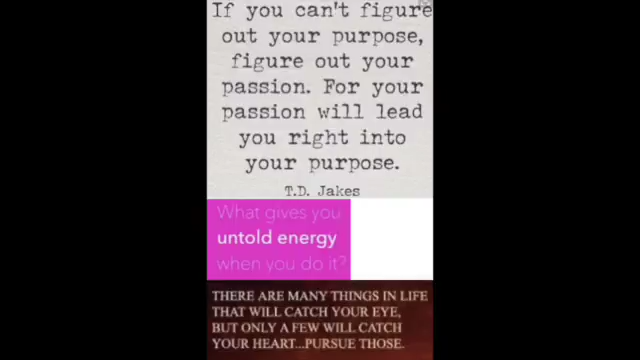 If you can't figure
out your purpose,
figure out your
passion. For your
passion will lead
you right into
your purpose.
T.D. Jakes
What gives you
untold energy
when you do it?
THERE ARE MANY THINGS IN LIFE
THAT WILL CATCH YOUR EYE,
BUT ONLY A FEW WILL CATCH
YOUR HEART...PURSUE THOSE.